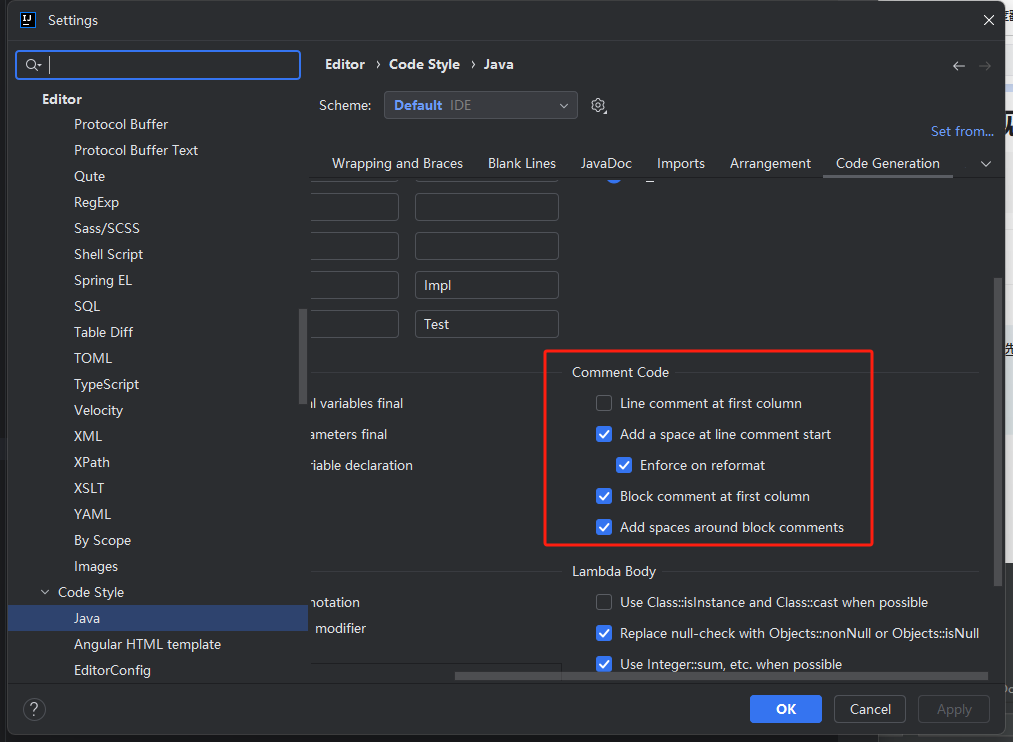 Settings
Editor › Code Style › Java
Scheme: Default IDE
Set from...
Wrapping and Braces Blank Lines JavaDoc Imports Arrangement Code Generation
Editor
Protocol Buffer
Protocol Buffer Text
Qute
RegExp
Sass/SCSS
Shell Script
Spring EL
SQL
Table Diff
TOML
TypeScript
Velocity
XML
XPath
XSLT
YAML
By Scope
Images
Code Style
Java
Angular HTML template
EditorConfig
Impl
Test
variables final
final
declaration
modifier
Comment Code
Line comment at first column
Add a space at line comment start
Enforce on reformat
Block comment at first column
Add spaces around block comments
Lambda Body
Use Class::isInstance and Class::cast when possible
Replace null-check with Objects::nonNull or Objects::isNull
Use Integer::sum, etc. when possible
?
OK Cancel Apply